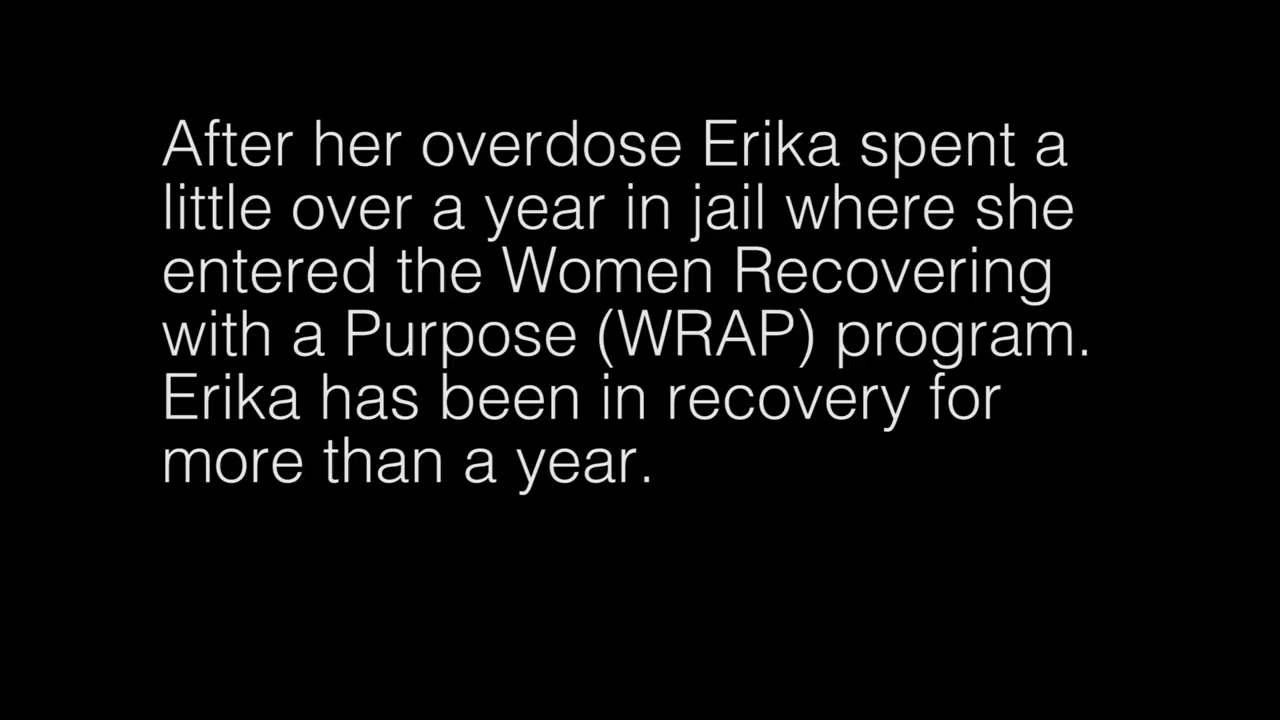 After her overdose Erika spent a
little over a year in jail where she
entered the Women Recovering
with a Purpose (WRAP) program.
Erika has been in recovery for
more than a year.